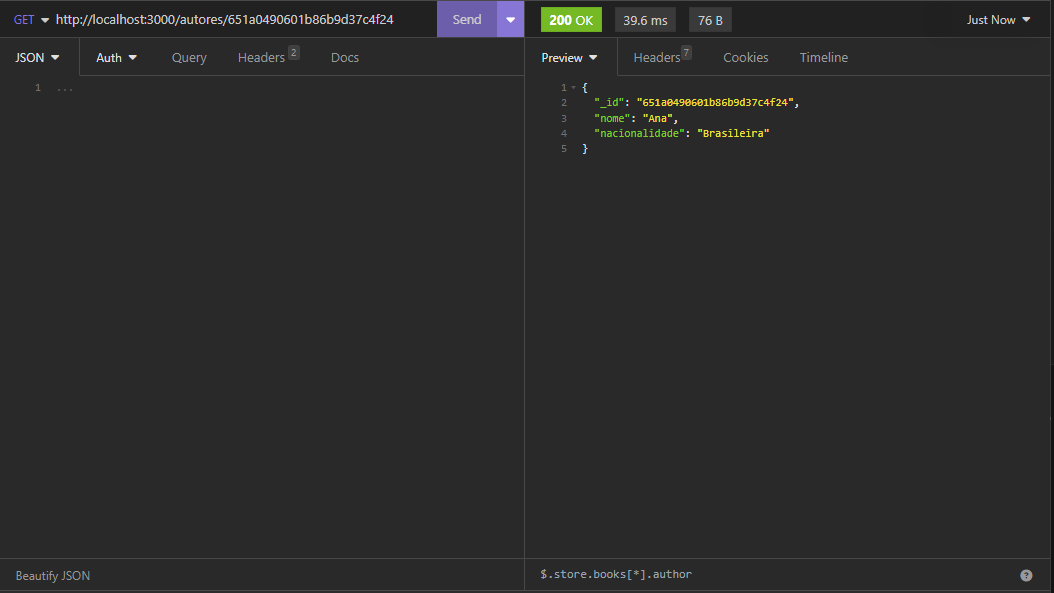 GET http://localhost:3000/autores/651a0490601b86b9d37c4f24 Send
200 OK 39.6 ms 76 B Just Now
JSON Auth Query Headers 2 Docs
Preview Headers 7 Cookies Timeline
1 ...
1 {
2 "_id": "651a0490601b86b9d37c4f24",
3 "nome": "Ana",
4 "nacionalidade": "Brasileira"
5 }
Beautify JSON
$.store.books[*].author ?